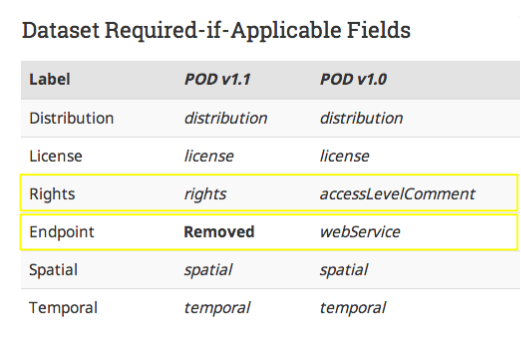 Dataset Required-if-Applicable Fields
Label POD v1.1 POD v1.0
Distribution distribution distribution
License license license
Rights rights accessLevelComment
Endpoint Removed webService
Spatial spatial spatial
Temporal temporal temporal